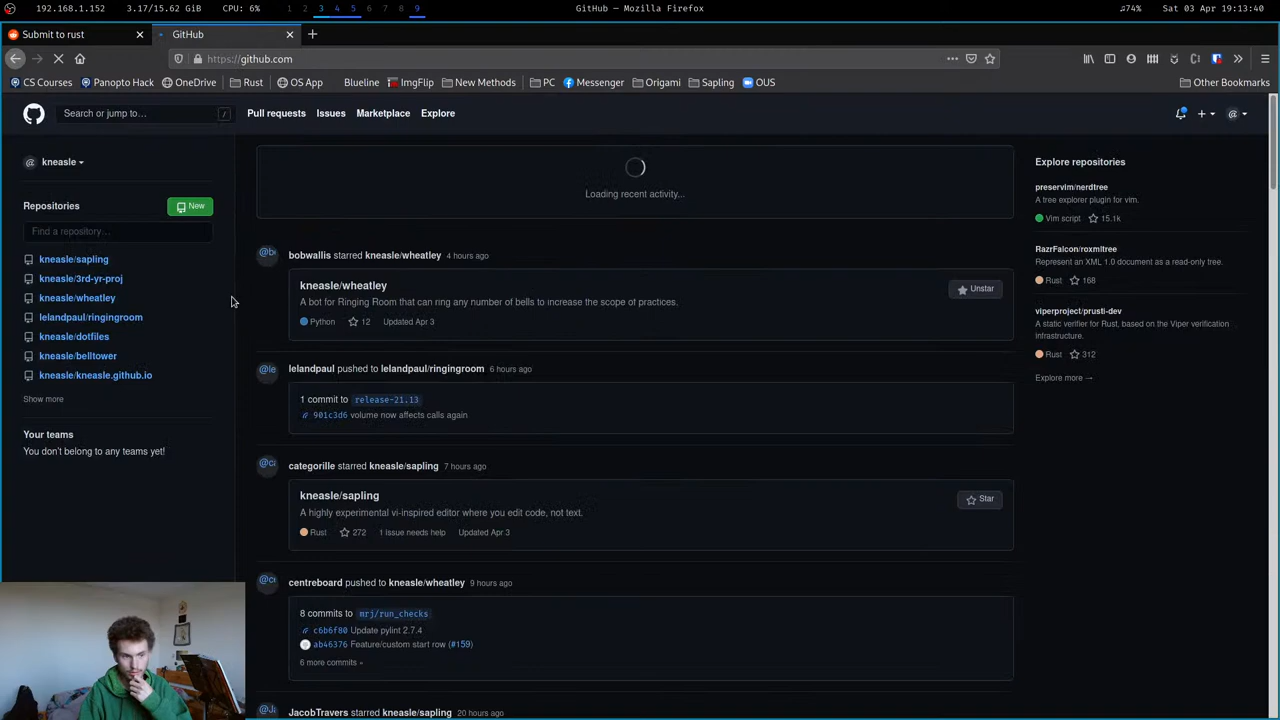 192.168.1.152 3.17/15.62 GiB CPU: 6% 1 2 3 4 5 6 7 8 9 GitHub — Mozilla Firefox ♫74% Sat 03 Apr 19:13:40
Submit to rust × GitHub × +
https://github.com
CS Courses Panopto Hack OneDrive Rust OS App Blueline ImgFlip New Methods PC Messenger Origami Sapling OUS Other Bookmarks
Search or jump to… / Pull requests Issues Marketplace Explore
kneasle
Repositories New
Find a repository…
kneasle/sapling
kneasle/3rd-yr-proj
kneasle/wheatley
lelandpaul/ringingroom
kneasle/dotfiles
kneasle/belltower
kneasle/kneasle.github.io
Show more
Your teams
You don't belong to any teams yet!
Loading recent activity...
bobwallis starred kneasle/wheatley 4 hours ago
kneasle/wheatley
Unstar
A bot for Ringing Room that can ring any number of bells to increase the scope of practices.
Python 12 Updated Apr 3
lelandpaul pushed to lelandpaul/ringingroom 6 hours ago
1 commit to release-21.13
901c3d6 volume now affects calls again
categorille starred kneasle/sapling 7 hours ago
kneasle/sapling
Star
A highly experimental vi-inspired editor where you edit code, not text.
Rust 272 1 issue needs help Updated Apr 3
centreboard pushed to kneasle/wheatley 9 hours ago
8 commits to mrj/run_checks
c6b6f80 Update pylint 2.7.4
ab46376 Feature/custom start row (#159)
6 more commits »
JacobTravers starred kneasle/sapling 20 hours ago
Explore repositories
preservim/nerdtree
A tree explorer plugin for vim.
Vim script 15.1k
RazrFalcon/roxmltree
Represent an XML 1.0 document as a read-only tree.
Rust 168
viperproject/prusti-dev
A static verifier for Rust, based on the Viper verification
infrastructure.
Rust 312
Explore more →